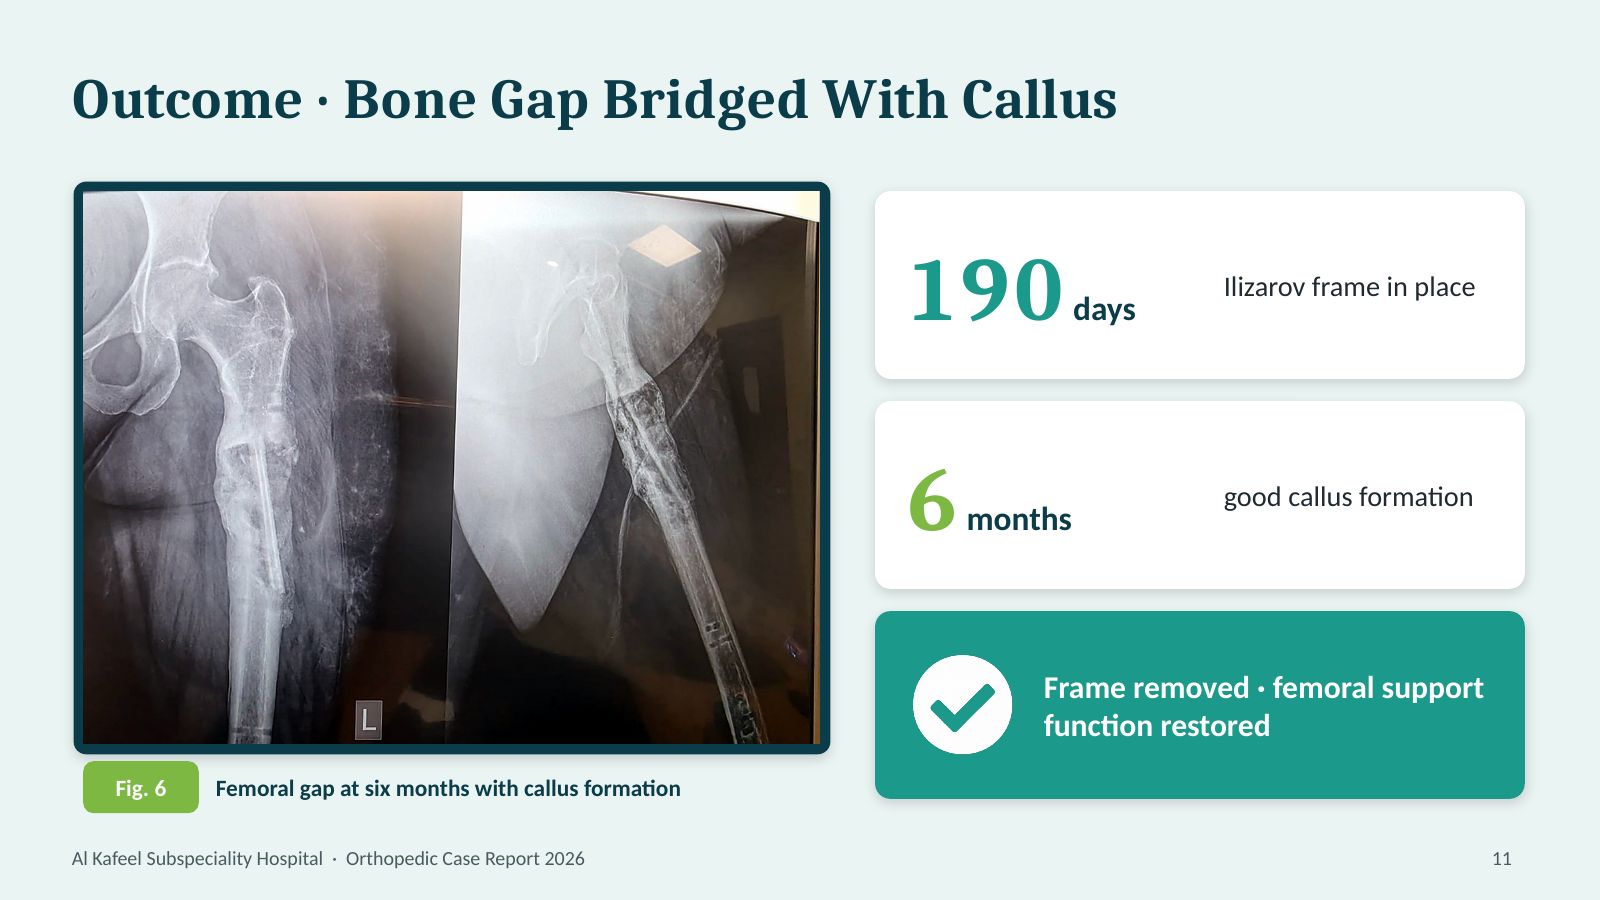 Outcome · Bone Gap Bridged With Callus
L
Fig. 6
Femoral gap at six months with callus formation
190 days
Ilizarov frame in place
6 months
good callus formation
Frame removed · femoral support
function restored
Al Kafeel Subspeciality Hospital · Orthopedic Case Report 2026
11